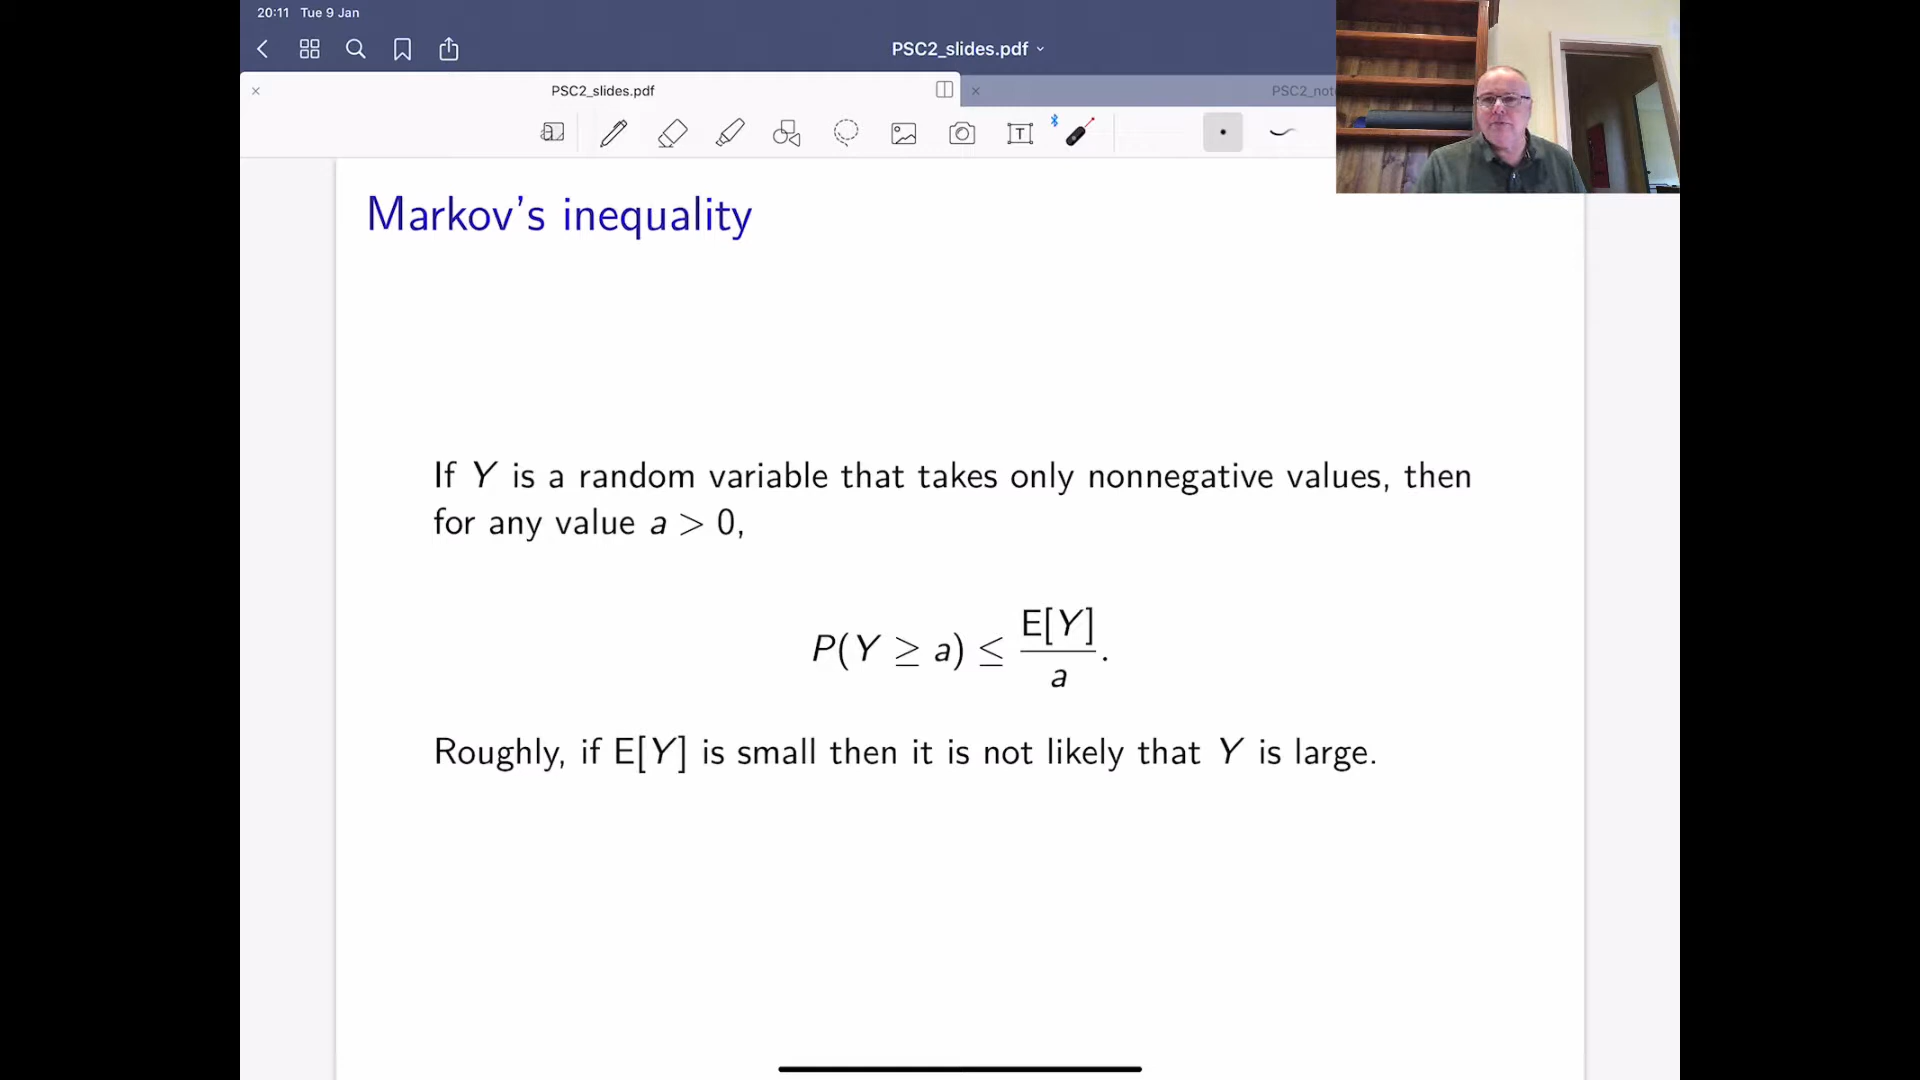 20:11 Tue 9 Jan
PSC2_slides.pdf
PSC2_slides.pdf
T
Markov's inequality
If Y is a random variable that takes only nonnegative values, then
for any value a > 0,
P(Y ≥ a) ≤ E[Y] / a.
Roughly, if E[Y] is small then it is not likely that Y is large.